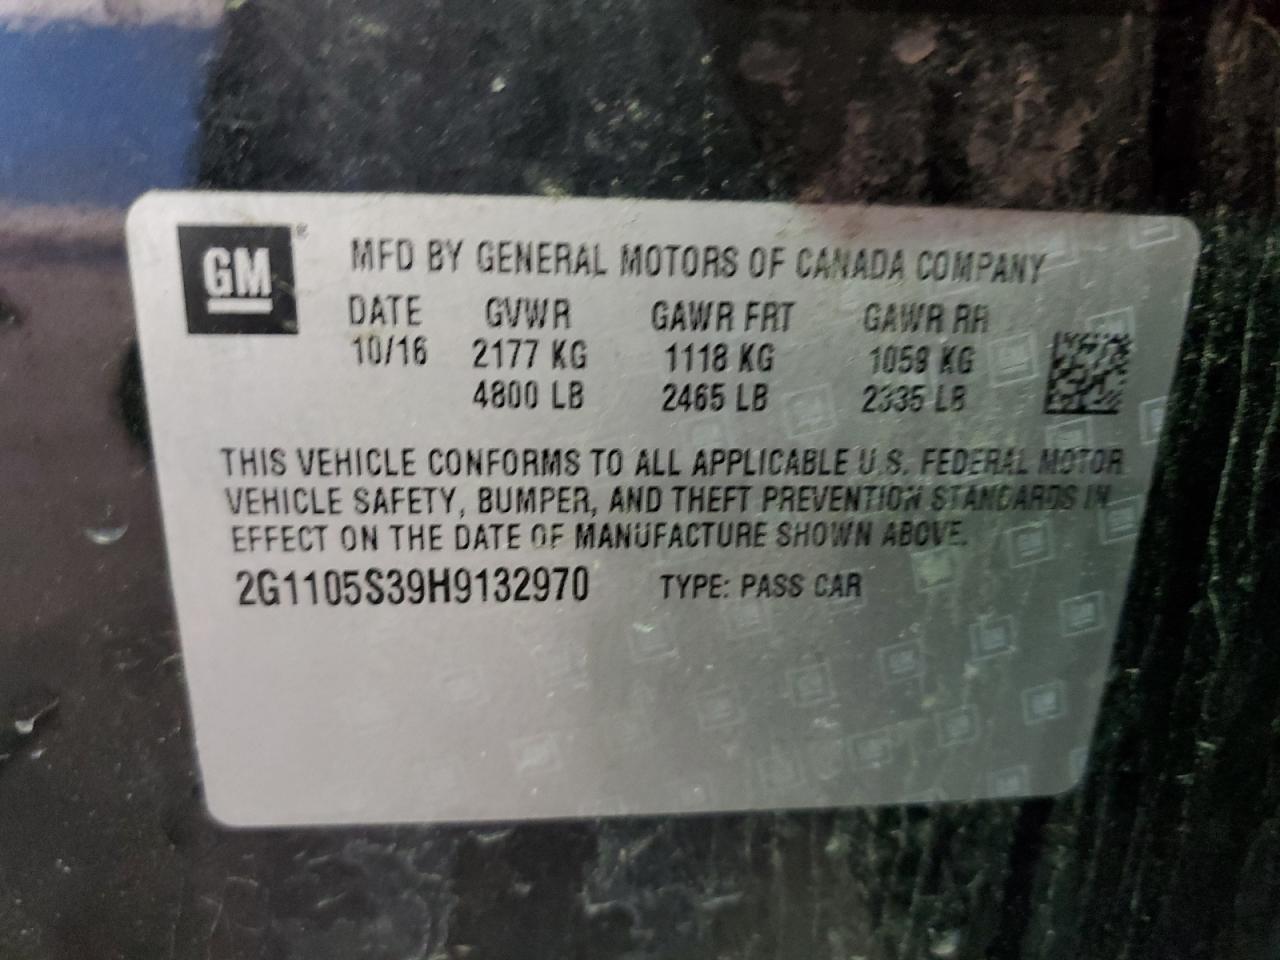 GM ® MFD BY GENERAL MOTORS OF CANADA COMPANY
DATE GVWR GAWR FRT GAWR RR
10/16 2177 KG 1118 KG 1059 KG
4800 LB 2465 LB 2335 LB
THIS VEHICLE CONFORMS TO ALL APPLICABLE U.S. FEDERAL MOTOR
VEHICLE SAFETY, BUMPER, AND THEFT PREVENTION STANDARDS IN
EFFECT ON THE DATE OF MANUFACTURE SHOWN ABOVE.
2G1105S39H9132970 TYPE: PASS CAR